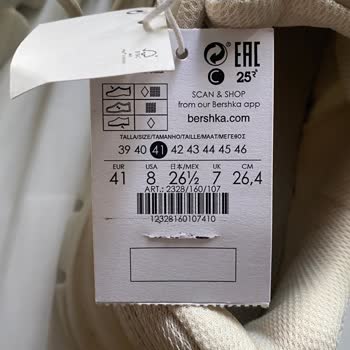 EAC
25२
SCAN & SHOP
from our Bershka app
bershka.com
TALLA/SIZE/TAMANHO/TAILLE/MAAT/ΜΕΓΕΘΟΣ
39 40 41 42 43 44 45 46
EUR USA 日本/MEX UK CM
41 8 26½ 7 26,4
ART.: 2328/160/107
12328160107410